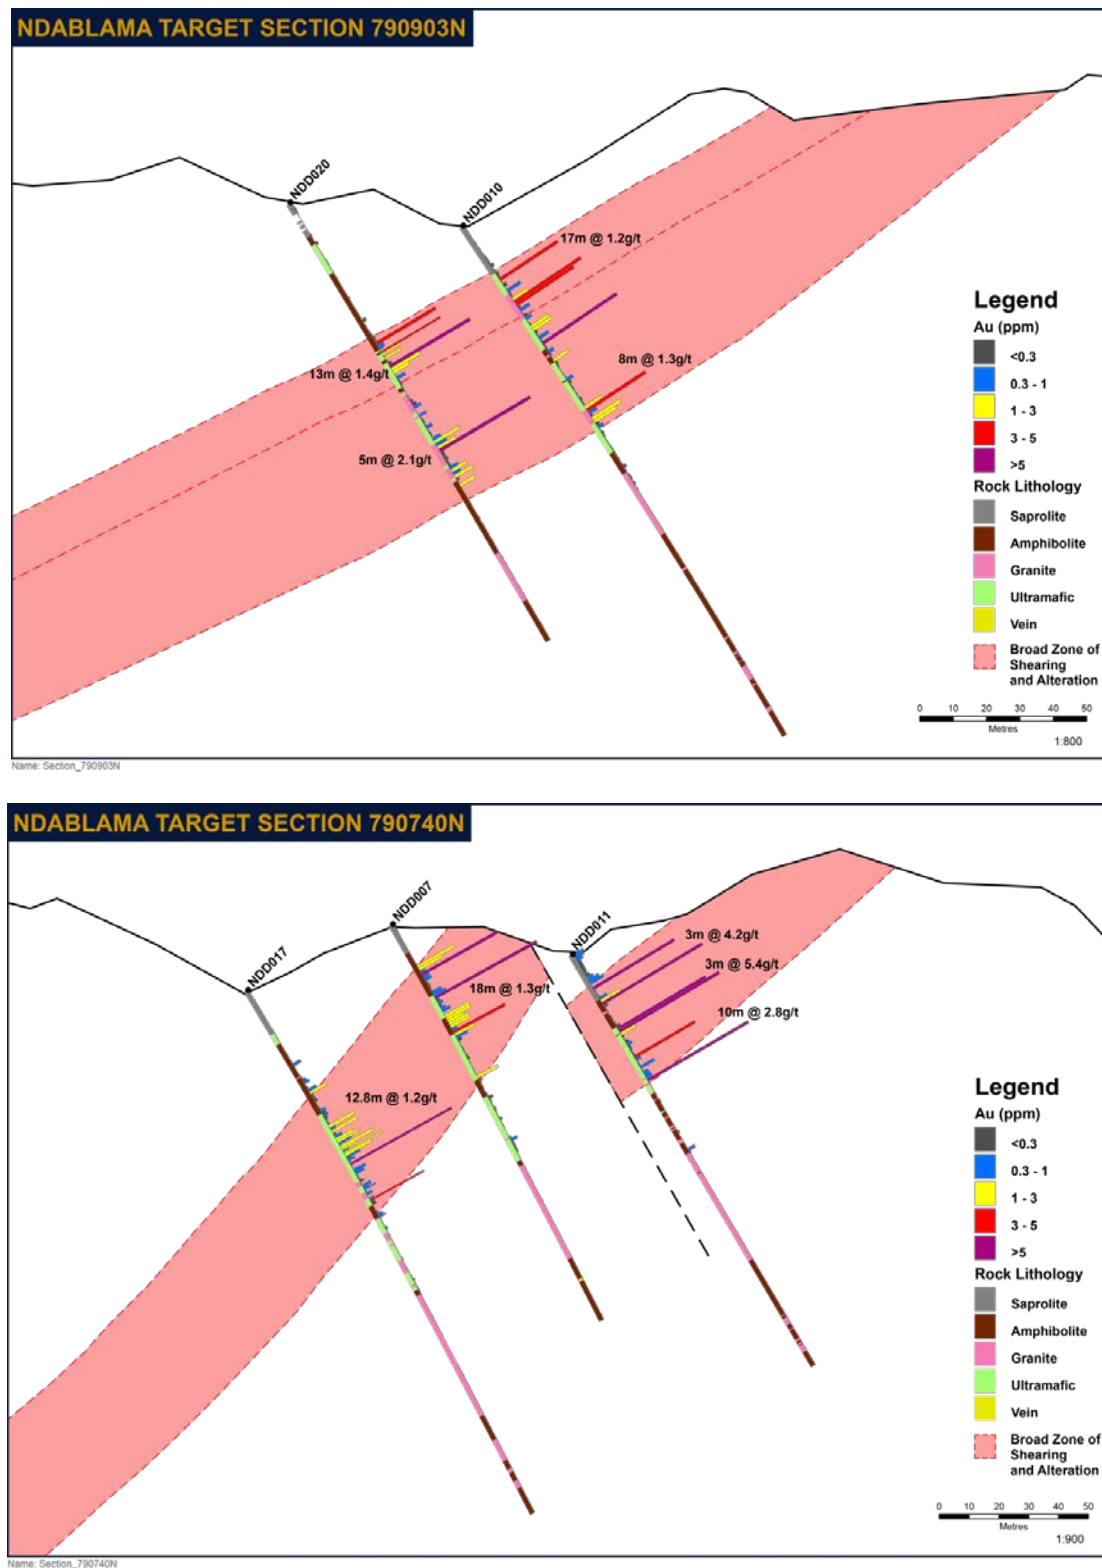 NDABLAMA TARGET SECTION 790903N
NDD020
NDD010
17m @ 1.2g/t
8m @ 1.3g/t
13m @ 1.4g/t
5m @ 2.1g/t
Legend
Au (ppm)
<0.3
0.3 - 1
1 - 3
3 - 5
>5
Rock Lithology
Saprolite
Amphibolite
Granite
Ultramafic
Vein
Broad Zone of
Shearing
and Alteration
0 10 20 30 40 50
Metres
1:800
Name: Section_790903N
NDABLAMA TARGET SECTION 790740N
NDD007
NDD011
NDD017
3m @ 4.2g/t
3m @ 5.4g/t
18m @ 1.3g/t
10m @ 2.8g/t
12.8m @ 1.2g/t
Legend
Au (ppm)
<0.3
0.3 - 1
1 - 3
3 - 5
>5
Rock Lithology
Saprolite
Amphibolite
Granite
Ultramafic
Vein
Broad Zone of
Shearing
and Alteration
0 10 20 30 40 50
Metres
1:900
Name: Section_790740N